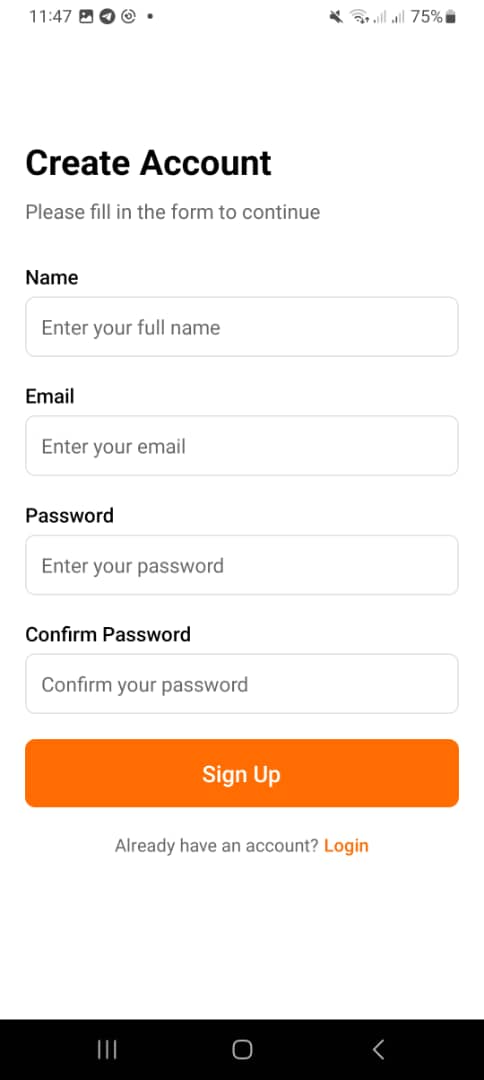 11:47
75%
Create Account
Please fill in the form to continue
Name
Enter your full name
Email
Enter your email
Password
Enter your password
Confirm Password
Confirm your password
Sign Up
Already have an account? Login